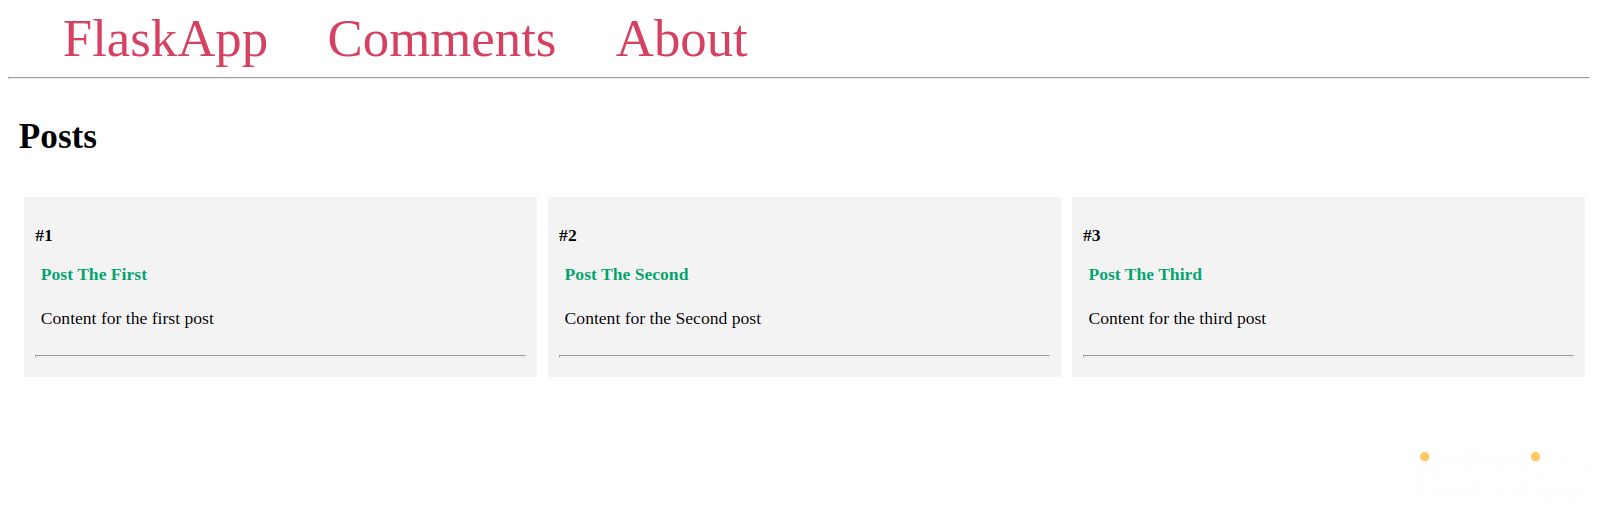 FlaskApp Comments About
Posts
#1
Post The First
Content for the first post
#2
Post The Second
Content for the Second post
#3
Post The Third
Content for the third post